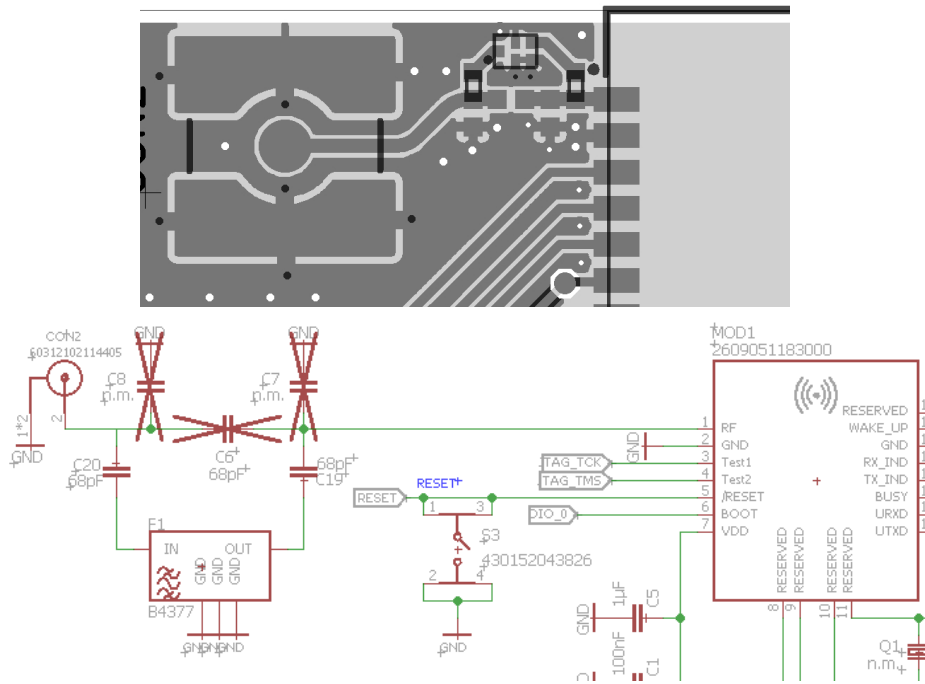 CON2
60312102114405
1*2
2
GND
GND
C8
n.m.
GND
C7
n.m.
C6
68pF
C20
68pF
68pF
C19
F1
IN
OUT
GND
GND
GND
B4377
GND
GND
GND
RESET
RESET
1
3
S3
430152043826
2
4
GND
MOD1
2609051183000
GND
TAG_TCK
TAG_TMS
DIO_0
1
2
3
4
5
6
7
RF
GND
Test1
Test2
/RESET
BOOT
VDD
RESERVED
WAKE_UP
GND
RX_IND
TX_IND
BUSY
URXD
UTXD
RESERVED
RESERVED
RESERVED
RESERVED
8
9
10
11
GND
1µF
C5
100nF
C1
Q1
n.m.